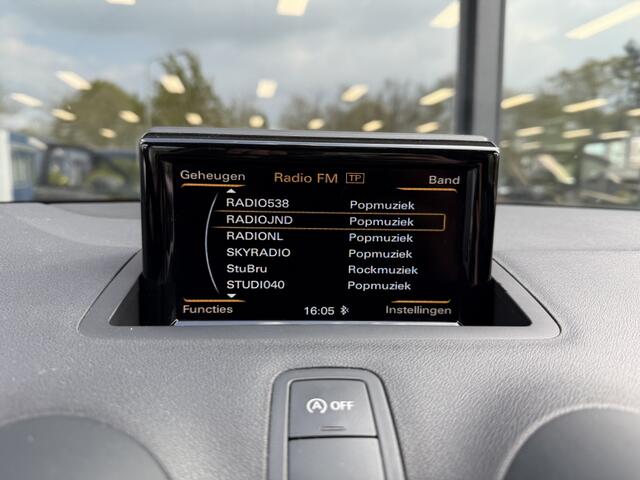 Geheugen Radio FM TP Band
RADIO538 Popmuziek
RADIOJND Popmuziek
RADIONL Popmuziek
SKYRADIO Popmuziek
StuBru Rockmuziek
STUDIO40 Popmuziek
Functies 16:05 Instellingen
A OFF